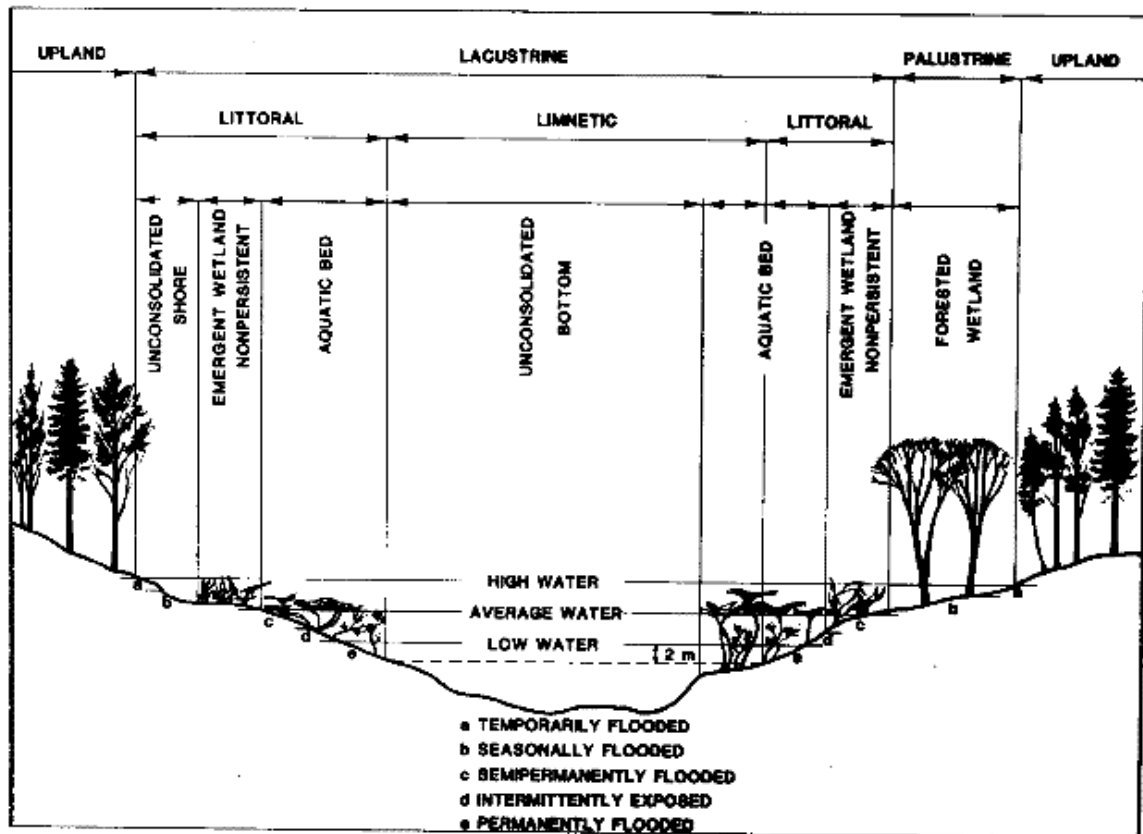 UPLAND
LACUSTRINE
PALUSTRINE
UPLAND
LITTORAL
LIMNETIC
LITTORAL
UNCONSOLIDATED
SHORE
EMERGENT WETLAND
NONPERSISTENT
AQUATIC BED
UNCONSOLIDATED
BOTTOM
AQUATIC BED
EMERGENT WETLAND
NONPERSISTENT
FORESTED
WETLAND
HIGH WATER
AVERAGE WATER
LOW WATER
2 m
a
b
c
d
e
e
d
c
b
a
a TEMPORARILY FLOODED
b SEASONALLY FLOODED
c SEMIPERMANENTLY FLOODED
d INTERMITTENTLY EXPOSED
e PERMANENTLY FLOODED